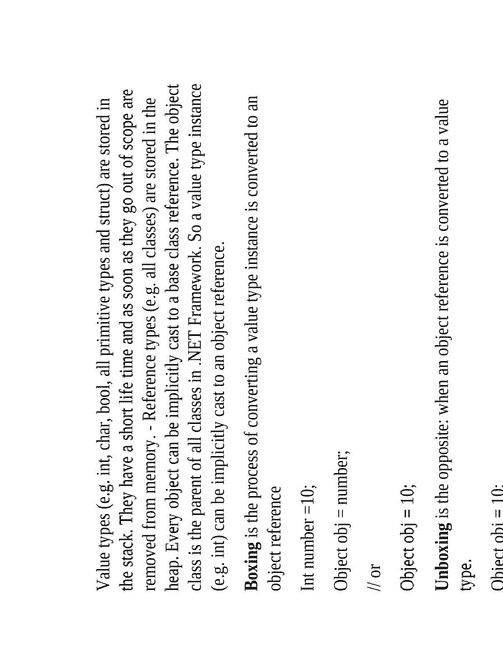 Value types (e.g. int, char, bool, all primitive types and struct) are stored in
the stack. They have a short life time and as soon as they go out of scope are
removed from memory. - Reference types (e.g. all classes) are stored in the
heap. Every object can be implicitly cast to a base class reference. The object
class is the parent of all classes in .NET Framework. So a value type instance
(e.g. int) can be implicitly cast to an object reference.
Boxing is the process of converting a value type instance is converted to an
object reference
Int number =10;
Object obj = number;
// or
Object obj = 10;
Unboxing is the opposite: when an object reference is converted to a value
type.
Object obj = 10;